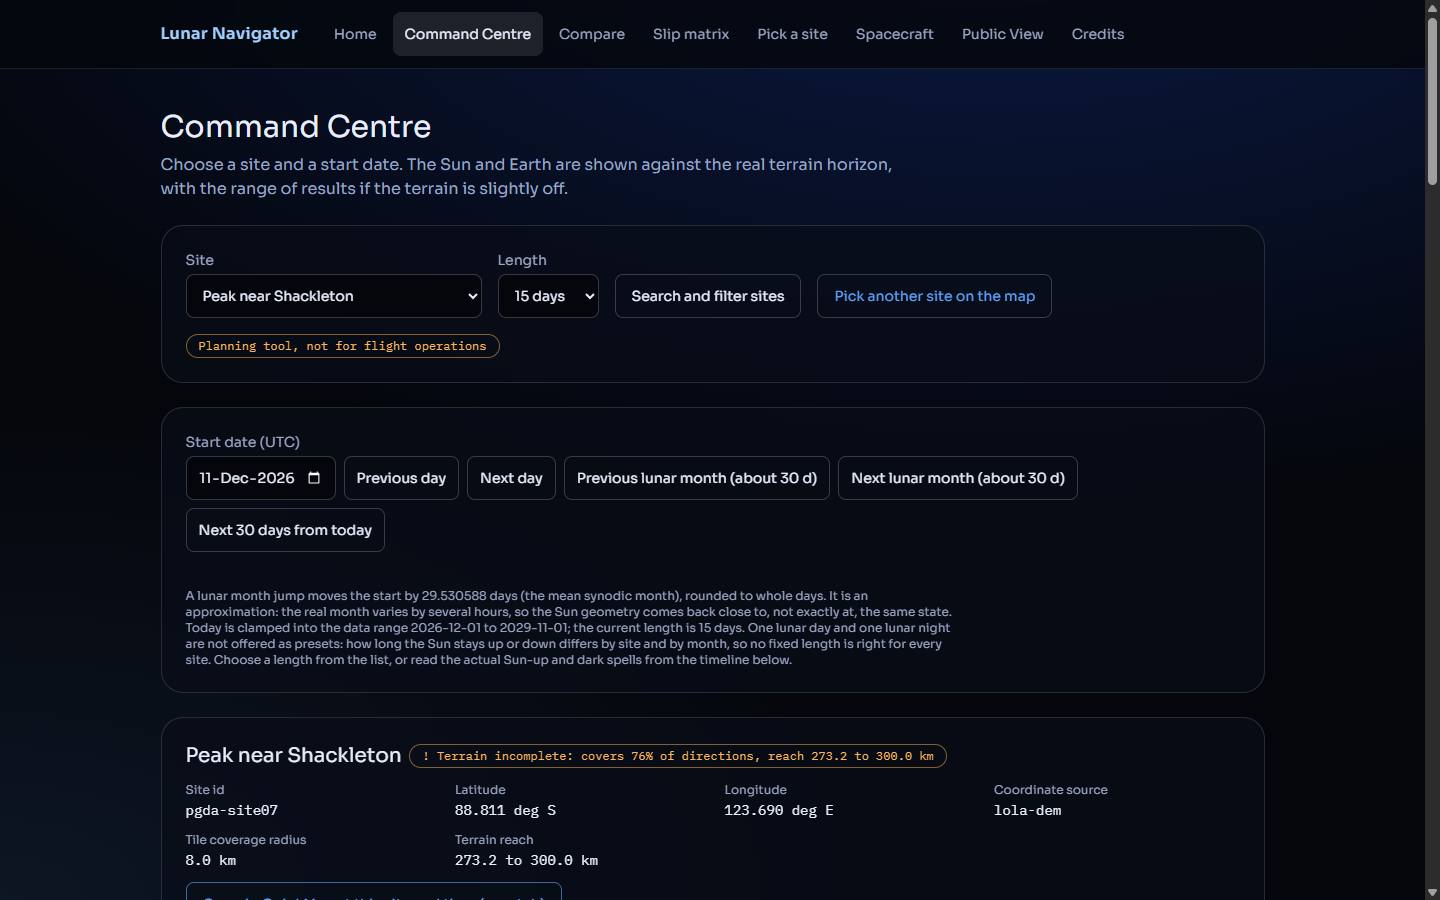 Lunar Navigator Home Command Centre Compare Slip matrix Pick a site Spacecraft Public View Credits
Command Centre
Choose a site and a start date. The Sun and Earth are shown against the real terrain horizon,
with the range of results if the terrain is slightly off.
Site Length
Peak near Shackleton 15 days Search and filter sites Pick another site on the map
Planning tool, not for flight operations
Start date (UTC)
11-Dec-2026 Previous day Next day Previous lunar month (about 30 d) Next lunar month (about 30 d)
Next 30 days from today
A lunar month jump moves the start by 29.530588 days (the mean synodic month), rounded to whole days. It is an
approximation: the real month varies by several hours, so the Sun geometry comes back close to, not exactly at, the same state.
Today is clamped into the data range 2026-12-01 to 2029-11-01; the current length is 15 days. One lunar day and one lunar night
are not offered as presets: how long the Sun stays up or down differs by site and by month, so no fixed length is right for every
site. Choose a length from the list, or read the actual Sun-up and dark spells from the timeline below.
Peak near Shackleton ! Terrain incomplete: covers 76% of directions, reach 273.2 to 300.0 km
Site id Latitude Longitude Coordinate source
pgda-site07 88.811 deg S 123.690 deg E lola-dem
Tile coverage radius Terrain reach
8.0 km 273.2 to 300.0 km